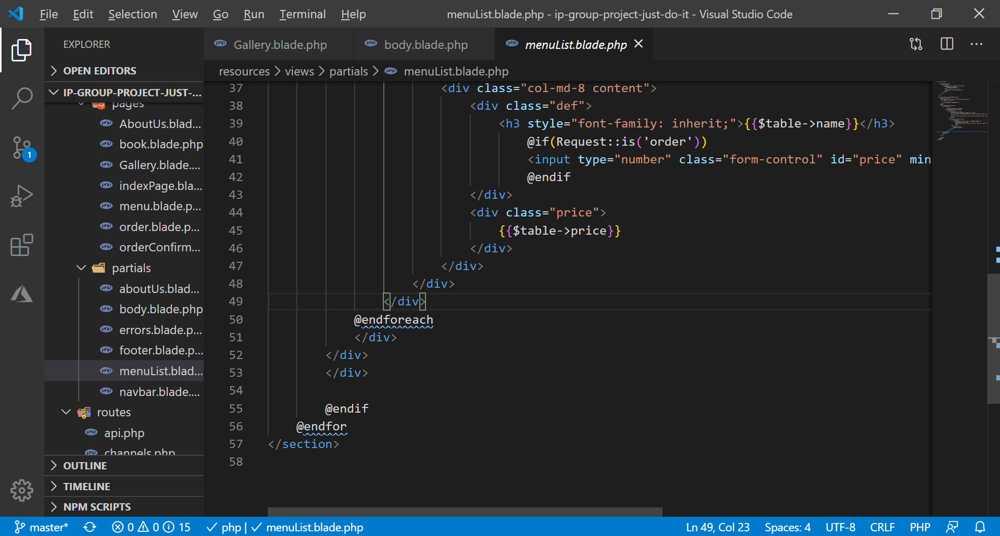 File Edit Selection View Go Run Terminal Help
menuList.blade.php - ip-group-project-just-do-it - Visual Studio Code
EXPLORER
OPEN EDITORS
IP-GROUP-PROJECT-JUST-...
pages
AboutUs.blad...
book.blade.php
Gallery.blade....
indexPage.bla...
menu.blade.p...
order.blade.p...
orderConfirm...
partials
aboutUs.blad...
body.blade.php
errors.blade.p...
footer.blade.p...
menuList.blad...
navbar.blade....
routes
api.php
channels.php
OUTLINE
TIMELINE
NPM SCRIPTS
1
Gallery.blade.php body.blade.php menuList.blade.php
resources > views > partials > menuList.blade.php
37 <div class="col-md-8 content">
38 <div class="def">
39 <h3 style="font-family: inherit;">{{$table->name}}</h3>
40 @if(Request::is('order'))
41 <input type="number" class="form-control" id="price" min
42 @endif
43 </div>
44 <div class="price">
45 {{$table->price}}
46 </div>
47 </div>
48 </div>
49 </div>
50 @endforeach
51 </div>
52 </div>
53 </div>
54
55 @endif
56 @endfor
57 </section>
58
master* 0 0 15 php | menuList.blade.php Ln 49, Col 23 Spaces: 4 UTF-8 CRLF PHP